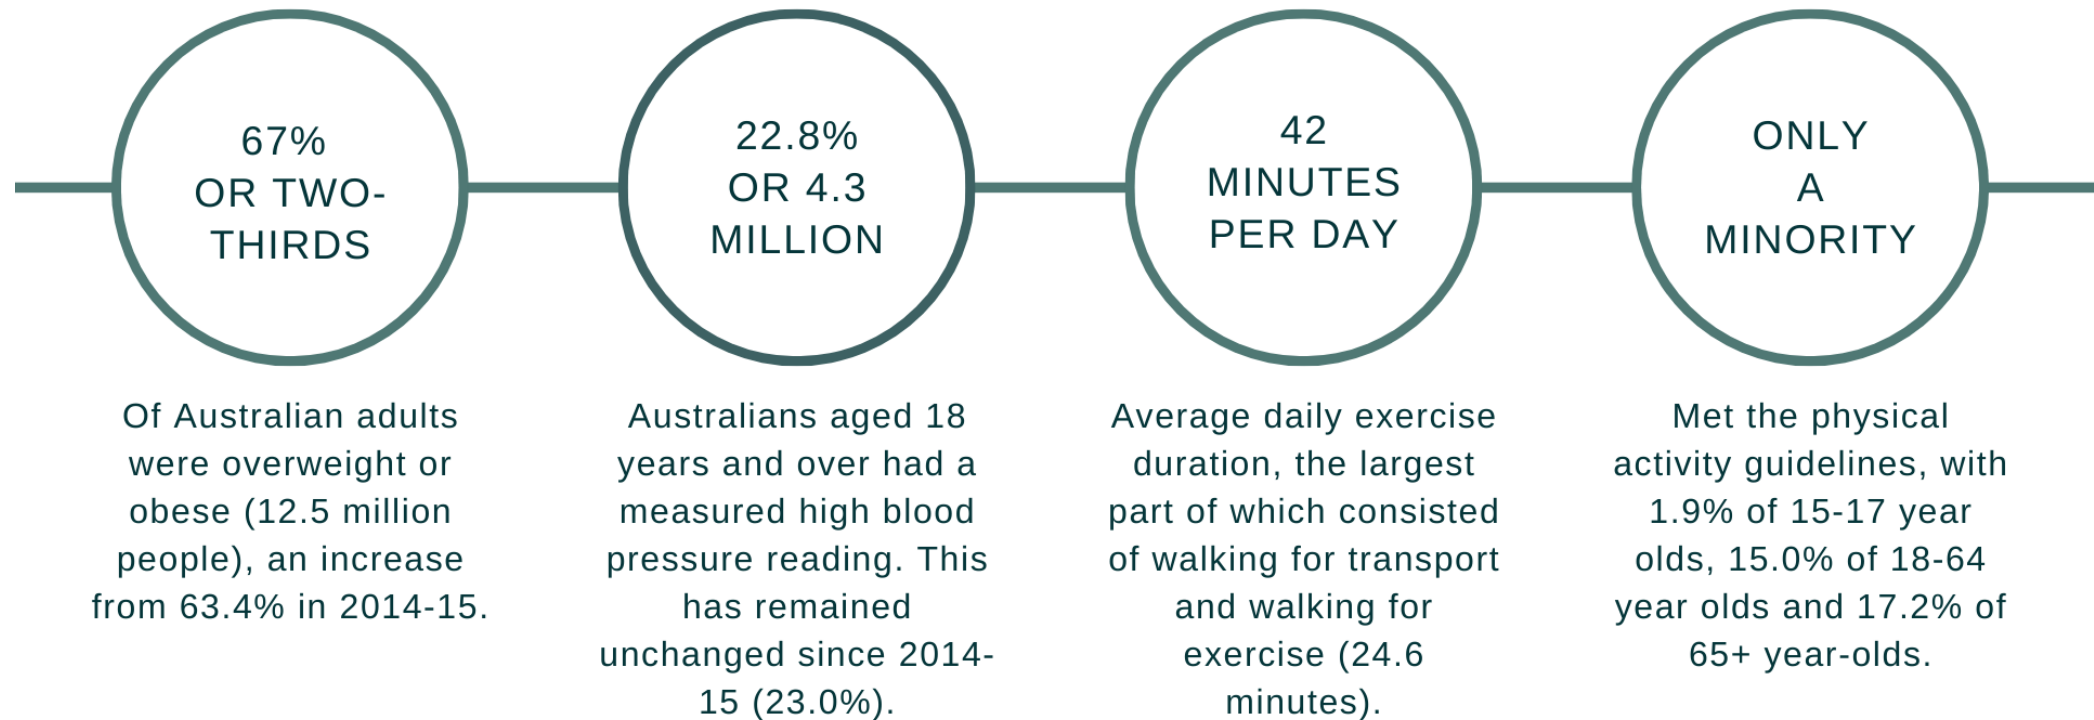 67%
OR TWO-
THIRDS
Of Australian adults
were overweight or
obese (12.5 million
people), an increase
from 63.4% in 2014-15.
22.8%
OR 4.3
MILLION
Australians aged 18
years and over had a
measured high blood
pressure reading. This
has remained
unchanged since 2014-
15 (23.0%).
42
MINUTES
PER DAY
Average daily exercise
duration, the largest
part of which consisted
of walking for transport
and walking for
exercise (24.6
minutes).
ONLY
A
MINORITY
Met the physical
activity guidelines, with
1.9% of 15-17 year
olds, 15.0% of 18-64
year olds and 17.2% of
65+ year-olds.